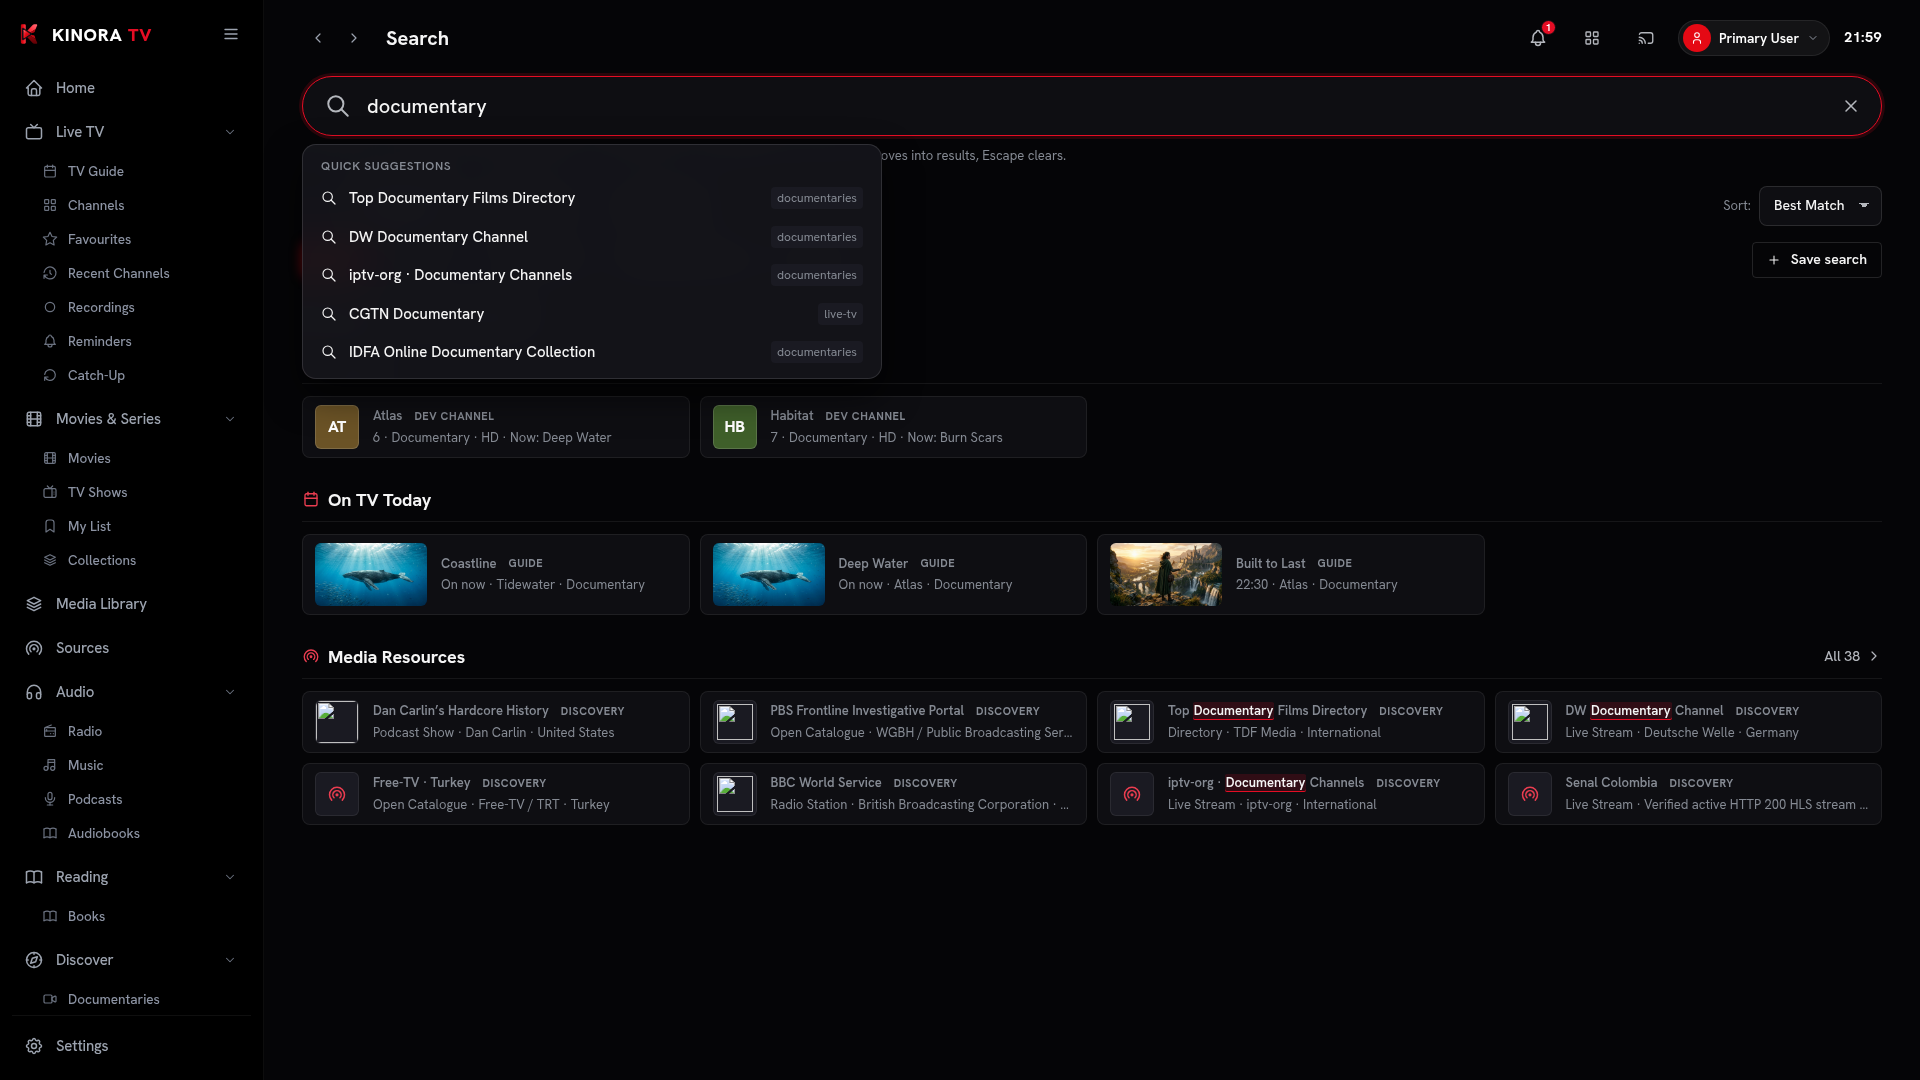 KINORA TV
Search
1
Primary User
21:59
Home
Live TV
TV Guide
Channels
Favourites
Recent Channels
Recordings
Reminders
Catch-Up
Movies & Series
Movies
TV Shows
My List
Collections
Media Library
Sources
Audio
Radio
Music
Podcasts
Audiobooks
Reading
Books
Discover
Documentaries
Settings
documentary
oves into results, Escape clears.
QUICK SUGGESTIONS
Top Documentary Films Directory documentaries
DW Documentary Channel documentaries
iptv-org · Documentary Channels documentaries
CGTN Documentary live-tv
IDFA Online Documentary Collection documentaries
Sort: Best Match
+ Save search
AT
Atlas DEV CHANNEL
6 · Documentary · HD · Now: Deep Water
HB
Habitat DEV CHANNEL
7 · Documentary · HD · Now: Burn Scars
On TV Today
Coastline GUIDE
On now · Tidewater · Documentary
Deep Water GUIDE
On now · Atlas · Documentary
Built to Last GUIDE
22:30 · Atlas · Documentary
Media Resources
All 38
Dan Carlin’s Hardcore History DISCOVERY
Podcast Show · Dan Carlin · United States
PBS Frontline Investigative Portal DISCOVERY
Open Catalogue · WGBH / Public Broadcasting Ser...
Top Documentary Films Directory DISCOVERY
Directory · TDF Media · International
DW Documentary Channel DISCOVERY
Live Stream · Deutsche Welle · Germany
Free-TV · Turkey DISCOVERY
Open Catalogue · Free-TV / TRT · Turkey
BBC World Service DISCOVERY
Radio Station · British Broadcasting Corporation · ...
iptv-org · Documentary Channels DISCOVERY
Live Stream · iptv-org · International
Senal Colombia DISCOVERY
Live Stream · Verified active HTTP 200 HLS stream ...